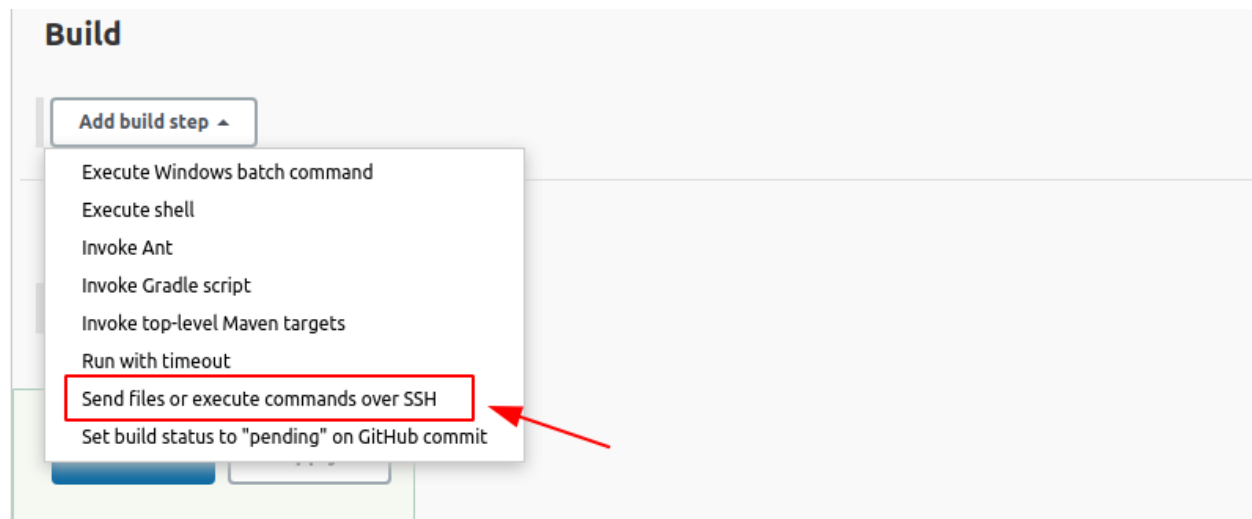 Build
Add build step
Execute Windows batch command
Execute shell
Invoke Ant
Invoke Gradle script
Invoke top-level Maven targets
Run with timeout
Send files or execute commands over SSH
Set build status to "pending" on GitHub commit